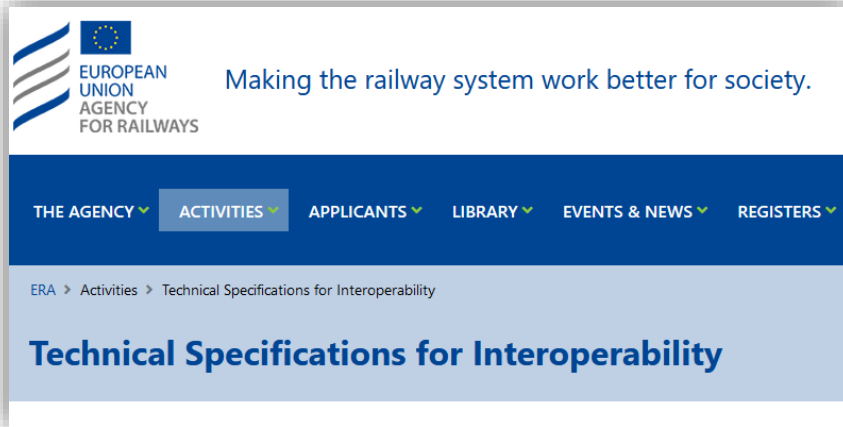 EUROPEAN
UNION
AGENCY
FOR RAILWAYS
Making the railway system work better for society.
THE AGENCY ACTIVITIES APPLICANTS LIBRARY EVENTS & NEWS REGISTERS
ERA > Activities > Technical Specifications for Interoperability
Technical Specifications for Interoperability